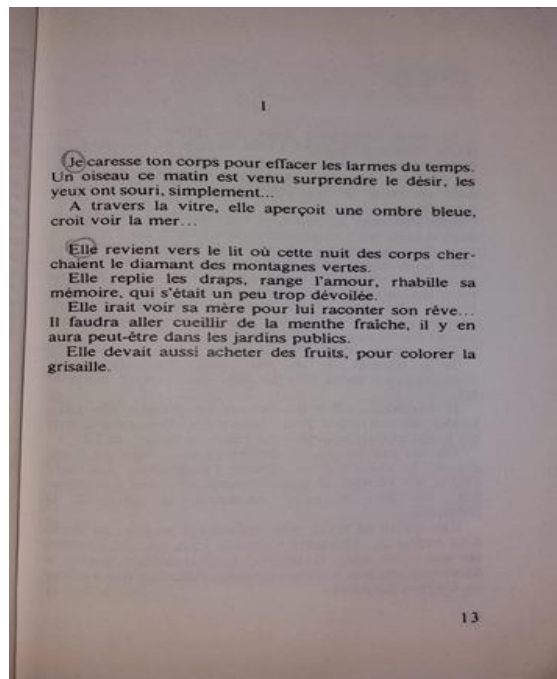 I
Je caresse ton corps pour effacer les larmes du temps.
Un oiseau ce matin est venu surprendre le désir, les
yeux ont souri, simplement...
A travers la vitre, elle aperçoit une ombre bleue,
croit voir la mer...
Elle revient vers le lit où cette nuit des corps cher-
chaient le diamant des montagnes vertes.
Elle replie les draps, range l'amour, rhabille sa
mémoire, qui s'était un peu trop dévoilée.
Elle irait voir sa mère pour lui raconter son rêve...
Il faudra aller cueillir de la menthe fraîche, il y en
aura peut-être dans les jardins publics.
Elle devait aussi acheter des fruits, pour colorer la
grisaille.
13